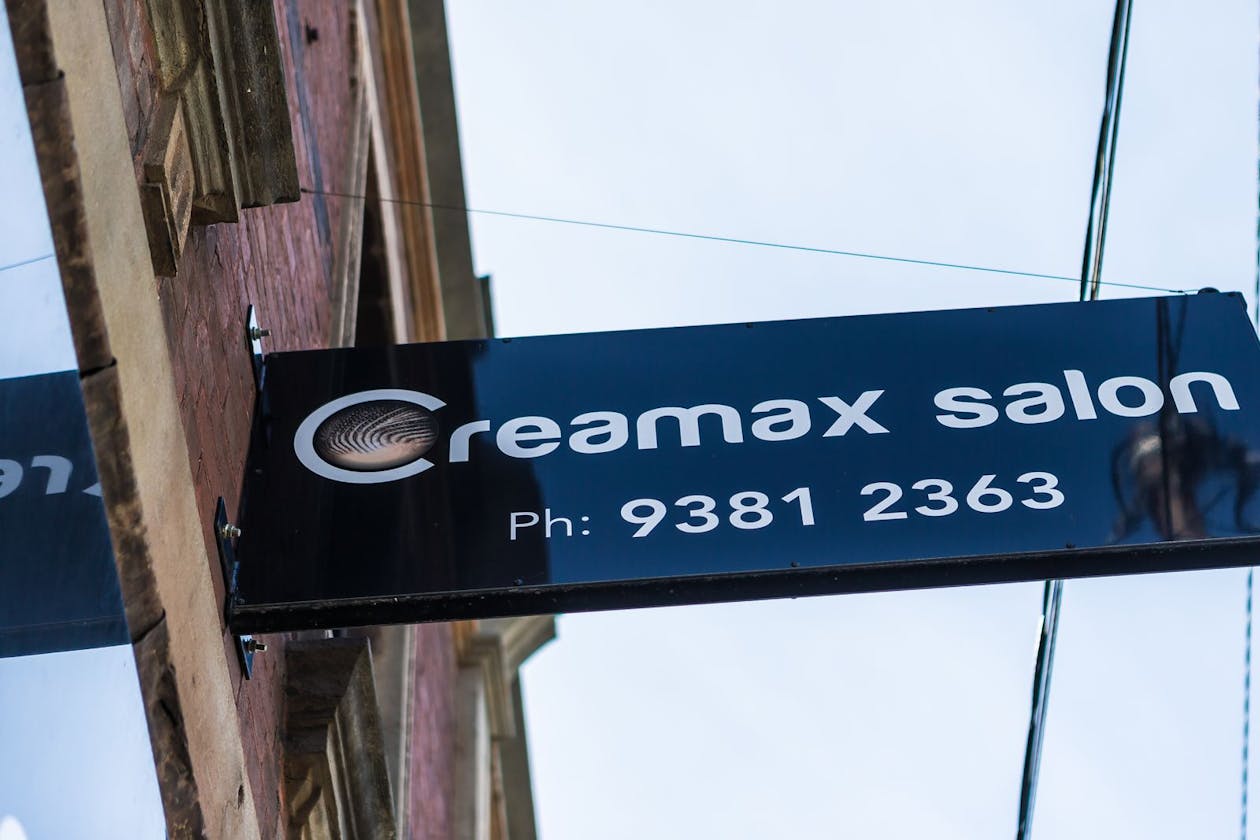 Creamax salon
Ph: 9381 2363